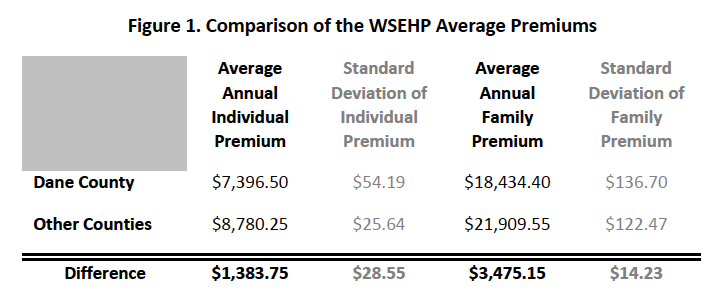 Figure 1. Comparison of the WSEHP Average Premiums
Average Standard Average Standard
Annual Deviation of Annual Deviation of
Individual Individual Family Family
Premium Premium Premium Premium
Dane County $7,396.50 $54.19 $18,434.40 $136.70
Other Counties $8,780.25 $25.64 $21,909.55 $122.47
Difference $1,383.75 $28.55 $3,475.15 $14.23